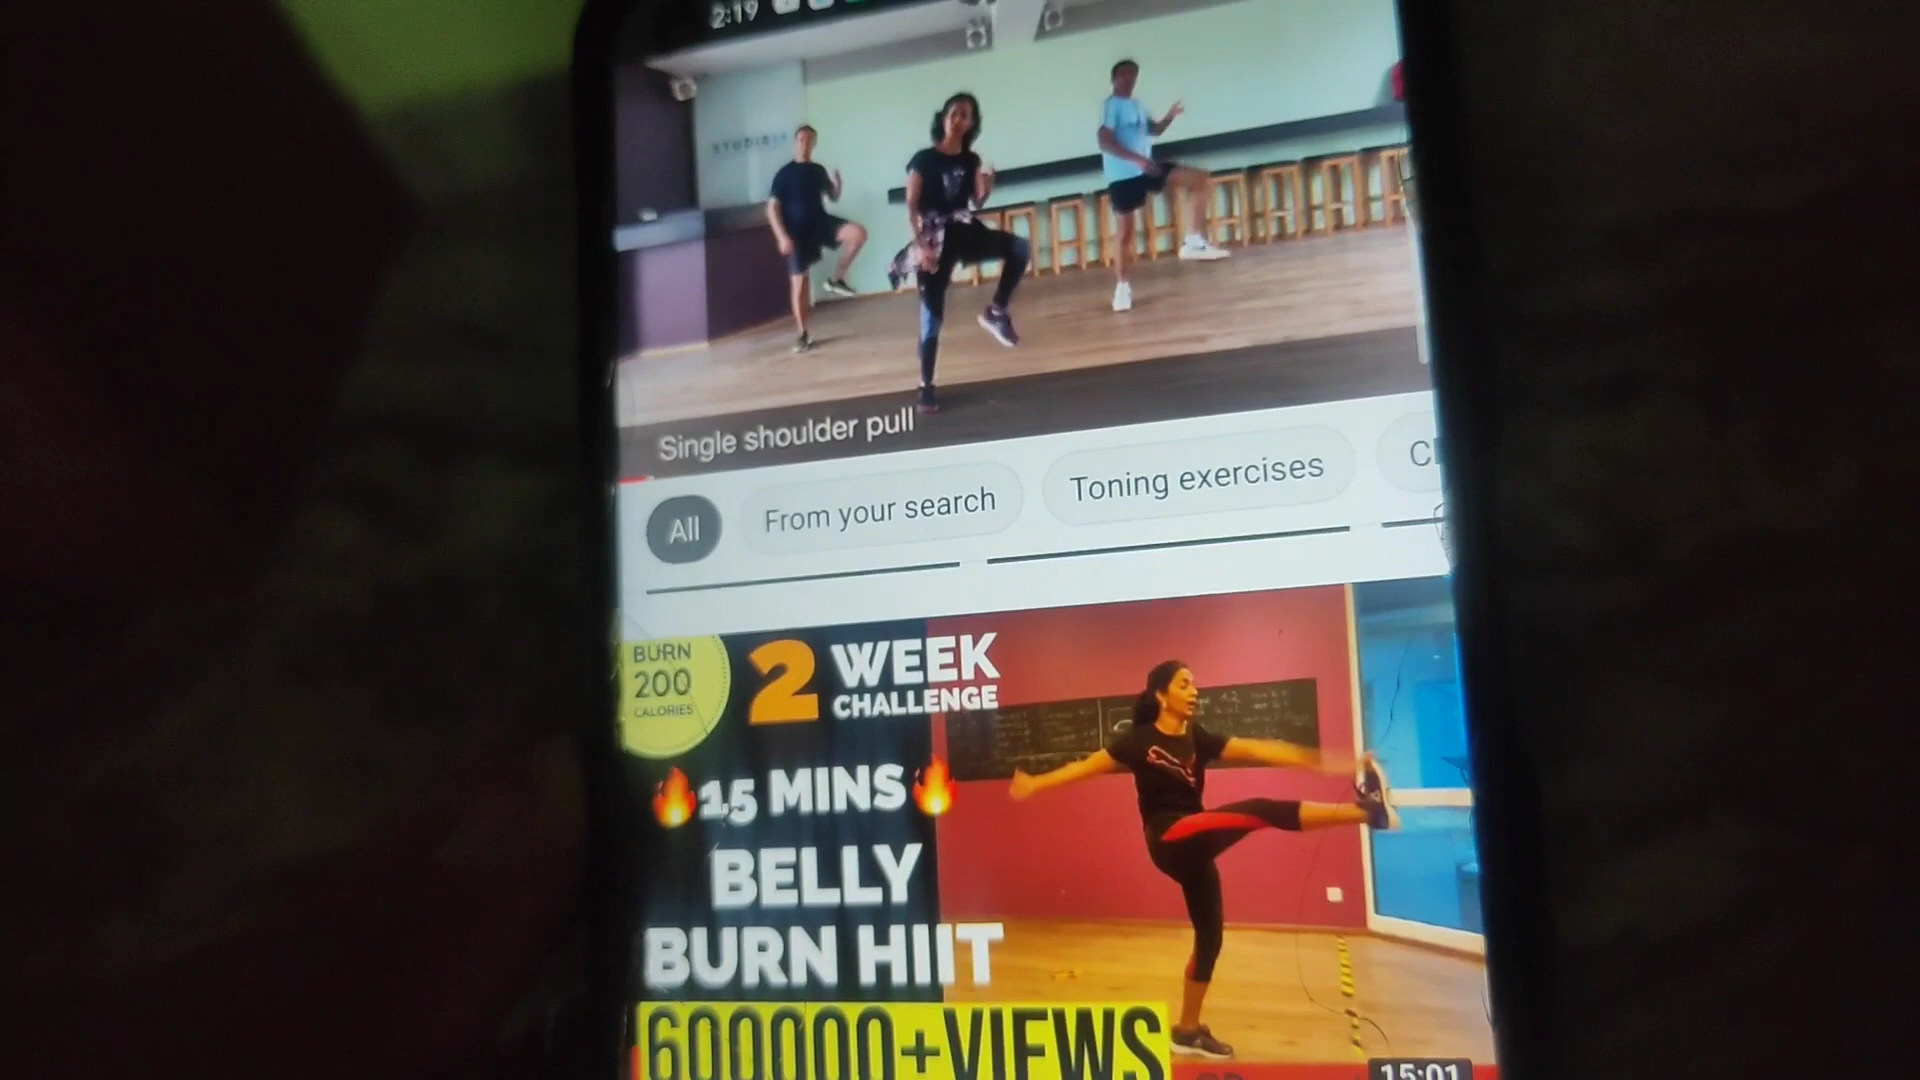 2:19
STUDIO
Single shoulder pull
All
From your search
Toning exercises
BURN
200
CALORIES
2 WEEK
CHALLENGE
🔥15 MINS🔥
BELLY
BURN HIIT
600000+VIEWS
15:01